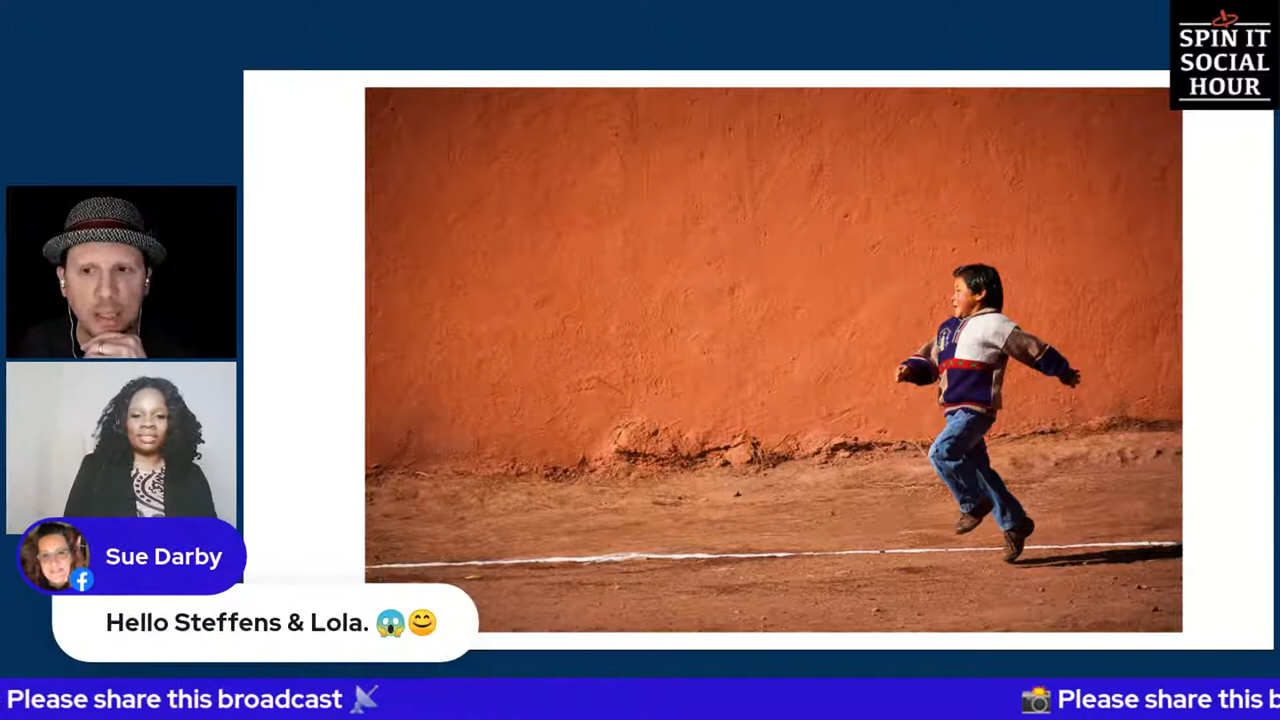 SPIN IT
SOCIAL
HOUR
Sue Darby
Hello Steffens & Lola. 😱😊
Please share this broadcast 📡
📸 Please share this b